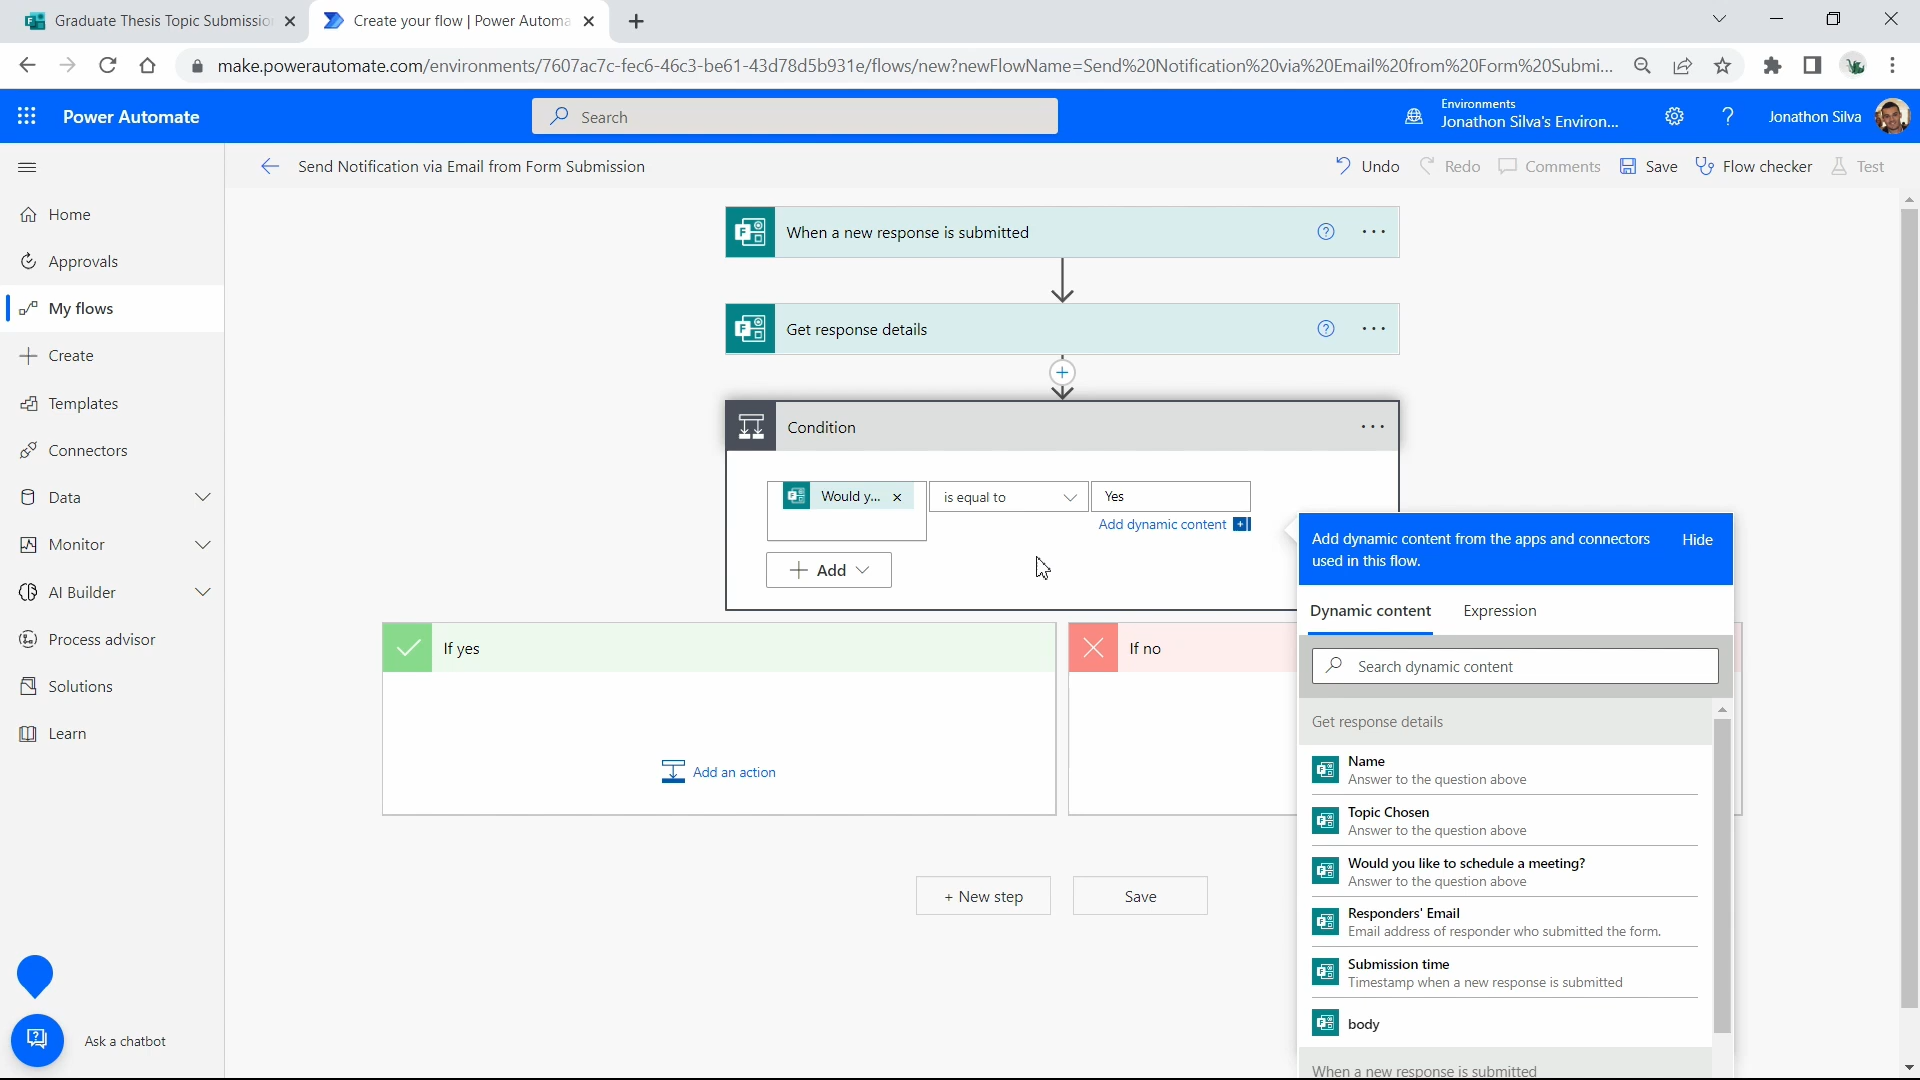 Graduate Thesis Topic Submission
Create your flow | Power Automa
make.powerautomate.com/environments/7607ac7c-fec6-46c3-be61-43d78d5b931e/flows/new?newFlowName=Send%20Notification%20via%20Email%20from%20Form%20Submi...
Power Automate
Search
Environments
Jonathon Silva's Environ...
?
Jonathon Silva
Send Notification via Email from Form Submission
Undo
Redo
Comments
Save
Flow checker
Test
Home
Approvals
My flows
Create
Templates
Connectors
Data
Monitor
AI Builder
Process advisor
Solutions
Learn
Ask a chatbot
When a new response is submitted
Get response details
Condition
Would y...
is equal to
Yes
Add dynamic content
+ Add
If yes
Add an action
If no
+ New step
Save
Add dynamic content from the apps and connectors
used in this flow.
Hide
Dynamic content
Expression
Search dynamic content
Get response details
Name
Answer to the question above
Topic Chosen
Answer to the question above
Would you like to schedule a meeting?
Answer to the question above
Responders' Email
Email address of responder who submitted the form.
Submission time
Timestamp when a new response is submitted
body
When a new response is submitted